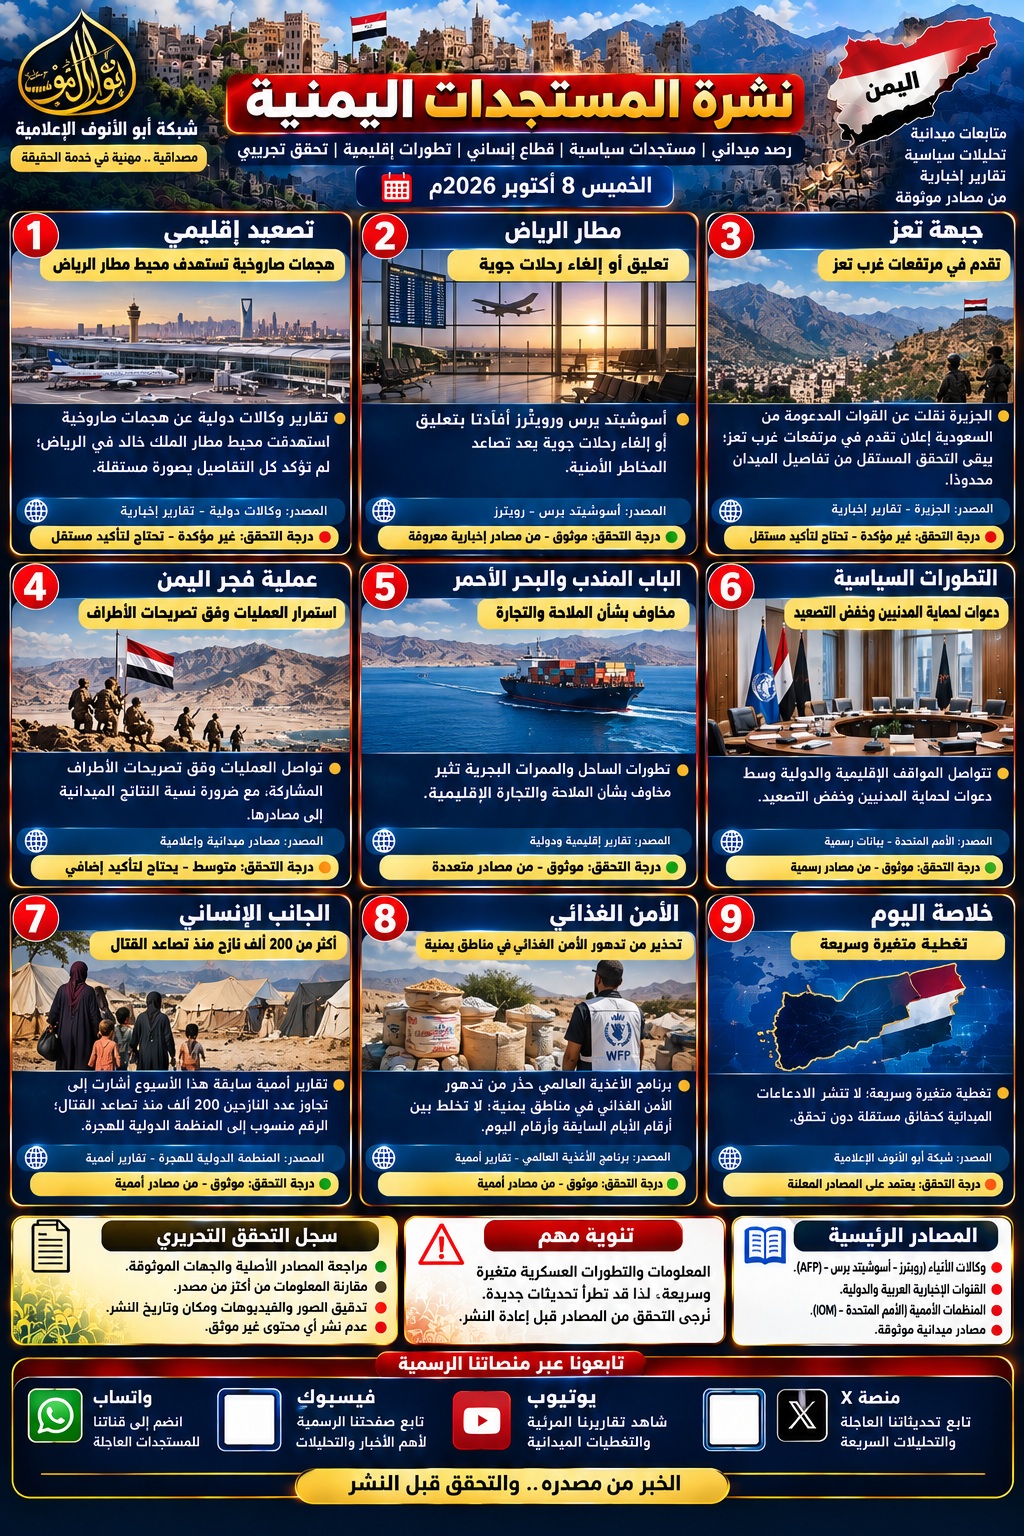 شبكة أبو الأنوف الإعلامية
مصداقية .. مهنية في خدمة الحقيقة
نشرة المستجدات اليمنية
رصد ميداني | مستجدات سياسية | قطاع إنساني | تطورات إقليمية | تحقق تجريبي
الخميس 8 أكتوبر 2026م
اليمن
متابعات ميدانية
تحليلات سياسية
تقارير إخبارية
من مصادر موثوقة
1
تصعيد إقليمي
هجمات صاروخية تستهدف محيط مطار الرياض
تقارير وكالات دولية عن هجمات صاروخية
استهدفت محيط مطار الملك خالد في الرياض؛
لم تؤكد كل التفاصيل بصورة مستقلة.
المصدر: وكالات دولية - تقارير إخبارية
درجة التحقق: غير مؤكدة - تحتاج لتأكيد مستقل
2
مطار الرياض
تعليق أو إلغاء رحلات جوية
أسوشيتد برس ورويترز أفادتا بتعليق
أو إلغاء رحلات جوية بعد تصاعد
المخاطر الأمنية.
المصدر: أسوشيتد برس - رويترز
درجة التحقق: موثوق - من مصادر إخبارية معروفة
3
جبهة تعز
تقدم في مرتفعات غرب تعز
الجزيرة نقلت عن القوات المدعومة من
السعودية إعلان تقدم في مرتفعات غرب تعز؛
يبقى التحقق المستقل من تفاصيل الميدان
محدودًا.
المصدر: الجزيرة - تقارير إخبارية
درجة التحقق: غير مؤكدة - تحتاج لتأكيد مستقل
4
عملية فجر اليمن
استمرار العمليات وفق تصريحات الأطراف
تواصل العمليات وفق تصريحات الأطراف
المشاركة؛ مع ضرورة نسبة النتائج الميدانية
إلى مصادرها.
المصدر: مصادر ميدانية وإعلامية
درجة التحقق: متوسط - يحتاج لتأكيد إضافي
5
الباب المندب والبحر الأحمر
مخاوف بشأن الملاحة والتجارة
تطورات الساحل والممرات البحرية تثير
مخاوف بشأن الملاحة والتجارة الإقليمية.
المصدر: تقارير إقليمية ودولية
درجة التحقق: موثوق - من مصادر متعددة
6
التطورات السياسية
دعوات لحماية المدنيين وخفض التصعيد
تتواصل المواقف الإقليمية والدولية وسط
دعوات لحماية المدنيين وخفض التصعيد.
المصدر: الأمم المتحدة - بيانات رسمية
درجة التحقق: موثوق - من مصادر رسمية
7
الجانب الإنساني
أكثر من 200 ألف نازح منذ تصاعد القتال
تقارير أممية سابقة هذا الأسبوع أشارت إلى
تجاوز عدد النازحين 200 ألف منذ تصاعد القتال؛
الرقم منسوب إلى المنظمة الدولية للهجرة.
المصدر: المنظمة الدولية للهجرة - تقارير أممية
درجة التحقق: موثوق - من مصادر أممية
8
الأمن الغذائي
تحذير من تدهور الأمن الغذائي في مناطق يمنية
WFP
برنامج الأغذية العالمي حذر من تدهور
الأمن الغذائي في مناطق يمنية؛ لا تخلط بين
أرقام الأيام السابقة وأرقام اليوم.
المصدر: برنامج الأغذية العالمي - تقارير أممية
درجة التحقق: موثوق - من مصادر أممية
9
خلاصة اليوم
تغطية متغيرة وسريعة
تغطية متغيرة وسريعة؛ لا تنشر الادعاءات
الميدانية كحقائق مستقلة دون تحقق.
المصدر: شبكة أبو الأنوف الإعلامية
درجة التحقق: يعتمد على المصادر المعلنة
سجل التحقق التحريري
مراجعة المصادر الأصلية والجهات الموثوقة.
مقارنة المعلومات من أكثر من مصدر.
تدقيق الصور والفيديوهات ومكان وتاريخ النشر.
عدم نشر أي محتوى غير موثق.
تنوية مهم
المعلومات والتطورات العسكرية متغيرة
وسريعة، لذا قد تطرأ تحديثات جديدة.
نُرجى التحقق من المصادر قبل إعادة النشر.
المصادر الرئيسية
وكالات الأنباء (رويترز - أسوشيتد برس - AFP).
القنوات الإخبارية العربية والدولية.
المنظمات الأممية (الأمم المتحدة - IOM).
مصادر ميدانية موثوقة.
تابعونا عبر منصاتنا الرسمية
واتساب
انضم إلى قناتنا
للمستجدات العاجلة
فيسبوك
تابع صفحتنا الرسمية
لأهم الأخبار والتحليلات
يوتيوب
شاهد تقاريرنا المرئية
والتغطيات الميدانية
منصة X
تابع تحديثاتنا العاجلة
والتحليلات السريعة
الخبر من مصدره .. والتحقق قبل النشر